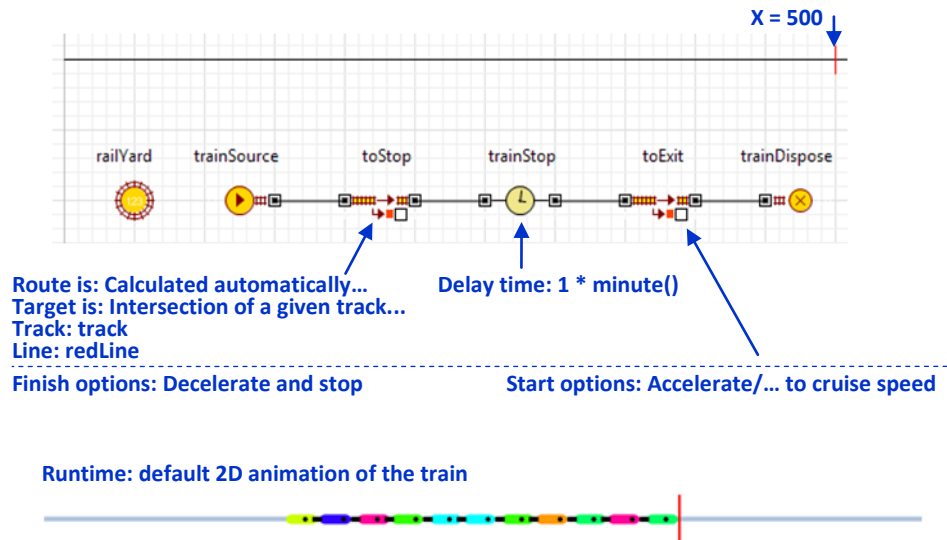 X = 500
railYard trainSource toStop trainStop toExit trainDispose
123
Route is: Calculated automatically... Delay time: 1 * minute()
Target is: Intersection of a given track...
Track: track
Line: redLine
Finish options: Decelerate and stop Start options: Accelerate/... to cruise speed
Runtime: default 2D animation of the train